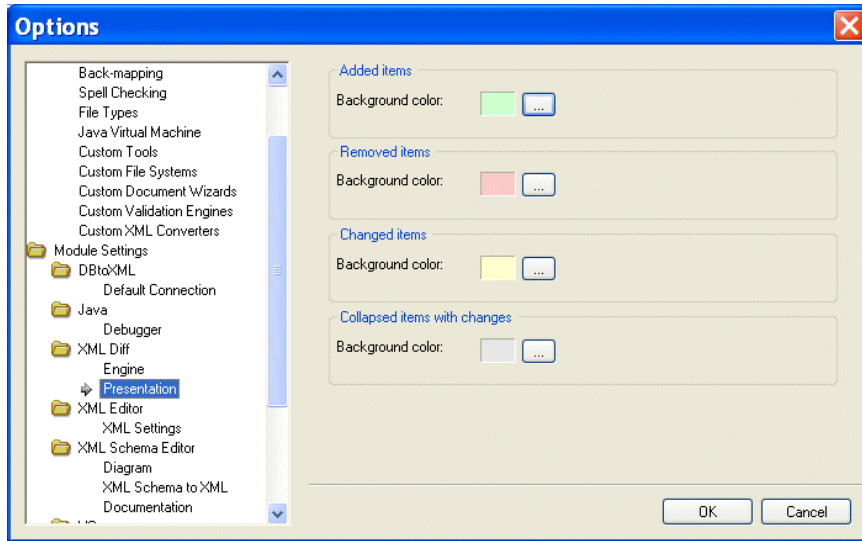 Options
Back-mapping
Spell Checking
File Types
Java Virtual Machine
Custom Tools
Custom File Systems
Custom Document Wizards
Custom Validation Engines
Custom XML Converters
Module Settings
DBtoXML
Default Connection
Java
Debugger
XML Diff
Engine
Presentation
XML Editor
XML Settings
XML Schema Editor
Diagram
XML Schema to XML
Documentation
Added items
Background color:
...
Removed items
Background color:
...
Changed items
Background color:
...
Collapsed items with changes
Background color:
...
OK Cancel